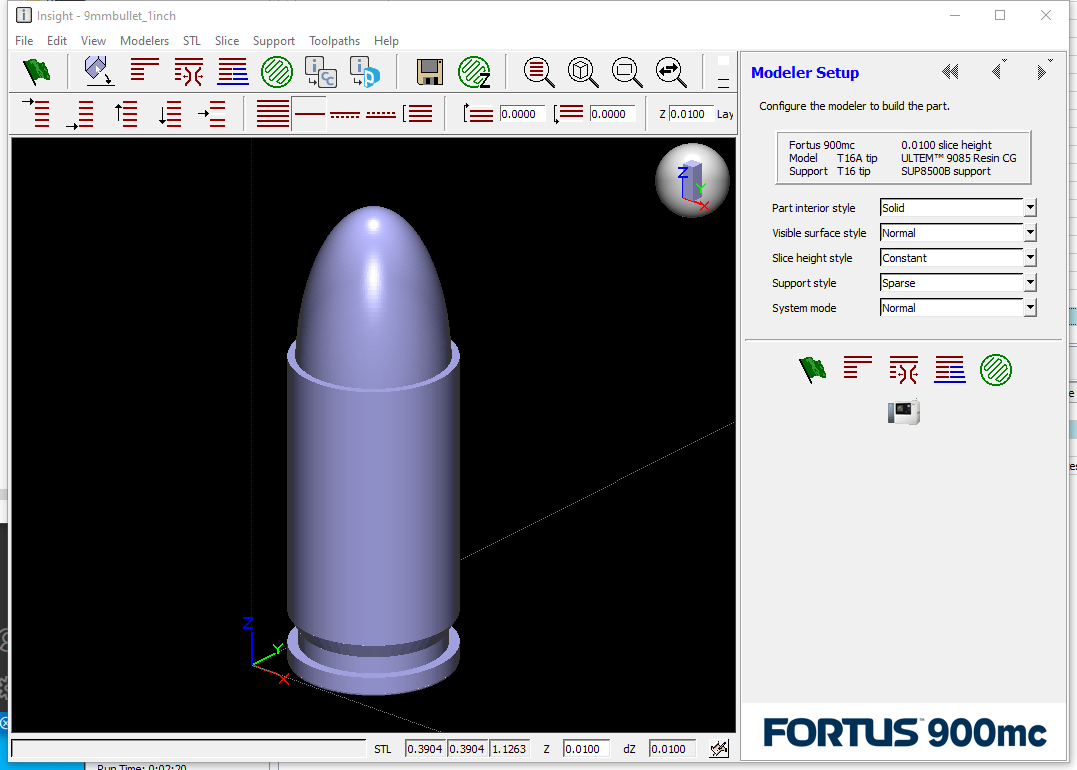 Insight - 9mmbullet_1inch
File Edit View Modelers STL Slice Support Toolpaths Help
0.0000 0.0000 Z 0.0100 Lay
Z
Y
X
Z
Y
X
Modeler Setup
Configure the modeler to build the part.
Fortus 900mc 0.0100 slice height
Model T16A tip ULTEM™ 9085 Resin CG
Support T16 tip SUP8500B support
Part interior style Solid
Visible surface style Normal
Slice height style Constant
Support style Sparse
System mode Normal
FORTUS™ 900mc
STL 0.3904 0.3904 1.1263 Z 0.0100 dZ 0.0100
Run Time: 0:02:20